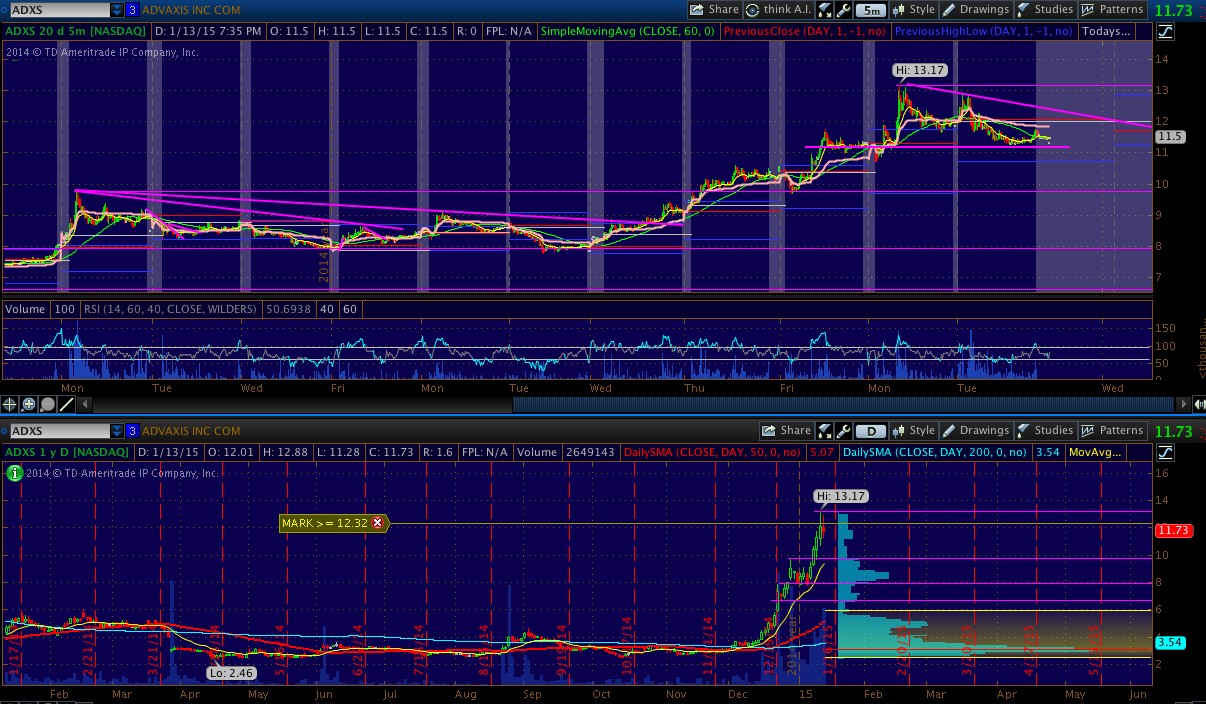 ADXS 3 ADVAXIS INC COM Share think A.I. 5m Style Drawings Studies Patterns 11.73
ADXS 20 d 5m [NASDAQ] D: 1/13/15 7:35 PM O: 11.5 H: 11.5 L: 11.5 C: 11.5 R: 0 FPL: N/A SimpleMovingAvg (CLOSE, 60, 0) PreviousClose (DAY, 1, -1, no) PreviousHighLow (DAY, 1, -1, no) Todays...
2014 © TD Ameritrade IP Company, Inc.
14
Hi: 13.17
13
12
11.5
11
10
9
8
7
Volume 100 RSI (14, 60, 40, CLOSE, WILDERS) 50.6938 40 60
150
100
50
0
<thousan
Mon Tue Wed Fri Mon Tue Wed Thu Fri Mon Tue Wed
ADXS 3 ADVAXIS INC COM Share D Style Drawings Studies Patterns 11.73
ADXS 1 y D [NASDAQ] D: 1/13/15 O: 12.01 H: 12.88 L: 11.28 C: 11.73 R: 1.6 FPL: N/A Volume 2649143 DailySMA (CLOSE, DAY, 50, 0, no) 5.07 DailySMA (CLOSE, DAY, 200, 0, no) 3.54 MovAvg...
2014 © TD Ameritrade IP Company, Inc.
16
14
Hi: 13.17
MARK >= 12.32
11.73
10
8
6
3.54
2
Lo: 2.46
Feb Mar Apr May Jun Jul Aug Sep Oct Nov Dec 15 Feb Mar Apr May Jun